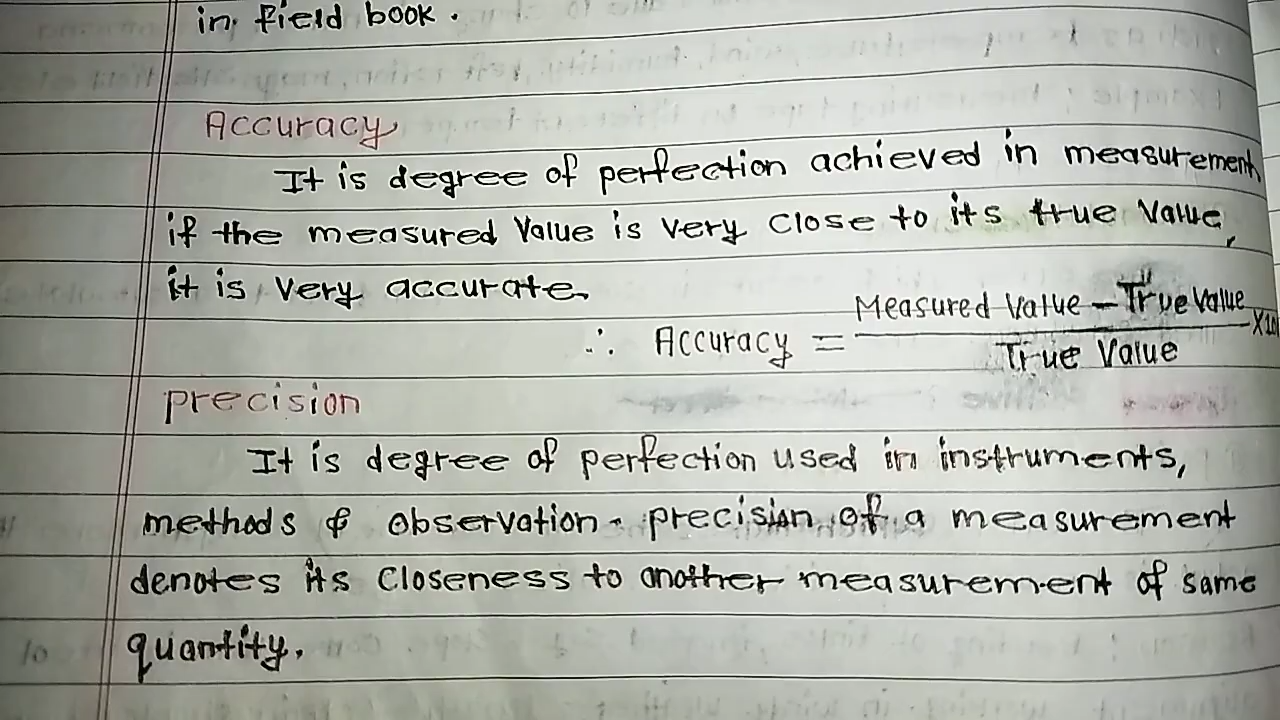 in field book.
Accuracy
It is degree of perfection achieved in measurement
if the measured Value is very close to its true Value,
it is very accurate.
∴ Accuracy = Measured Value - True Value / True Value
precision
It is degree of perfection used in instruments,
methods & observation. precision of a measurement
denotes its closeness to another measurement of same
quantity.